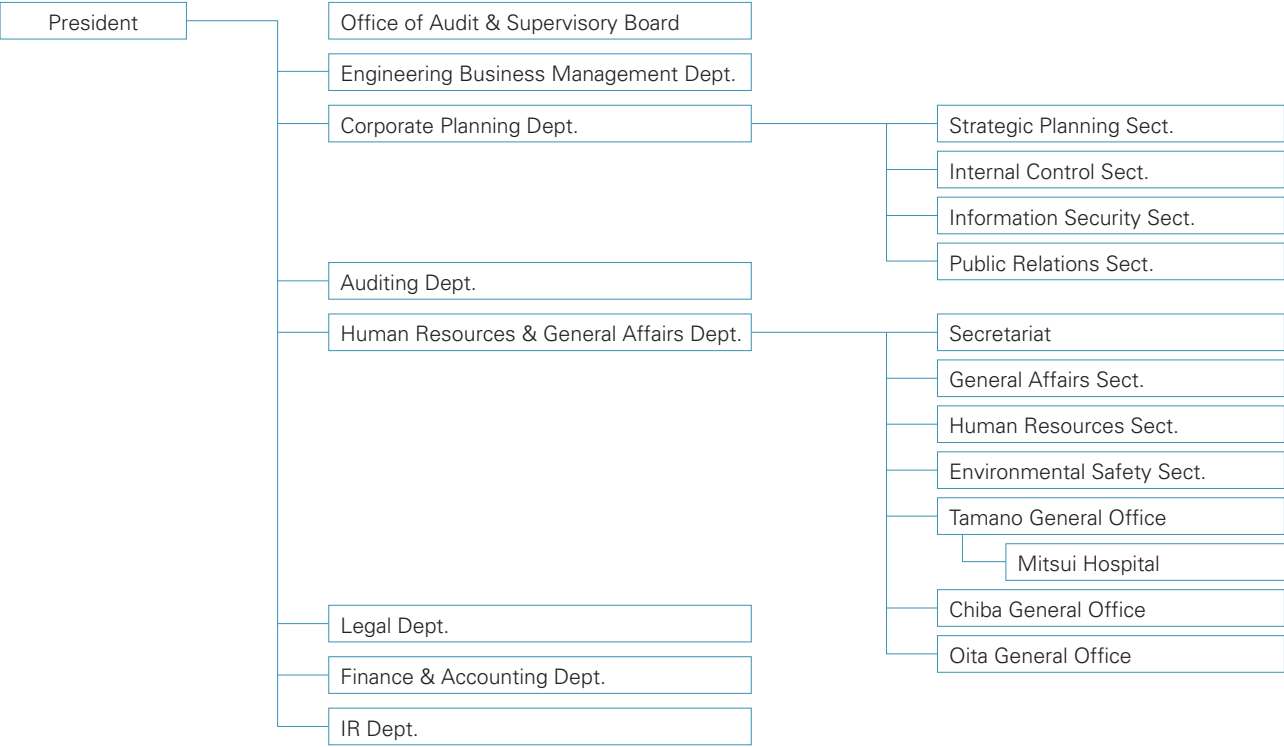 President
Office of Audit & Supervisory Board
Engineering Business Management Dept.
Corporate Planning Dept.
Strategic Planning Sect.
Internal Control Sect.
Information Security Sect.
Public Relations Sect.
Auditing Dept.
Human Resources & General Affairs Dept.
Secretariat
General Affairs Sect.
Human Resources Sect.
Environmental Safety Sect.
Tamano General Office
Mitsui Hospital
Chiba General Office
Oita General Office
Legal Dept.
Finance & Accounting Dept.
IR Dept.